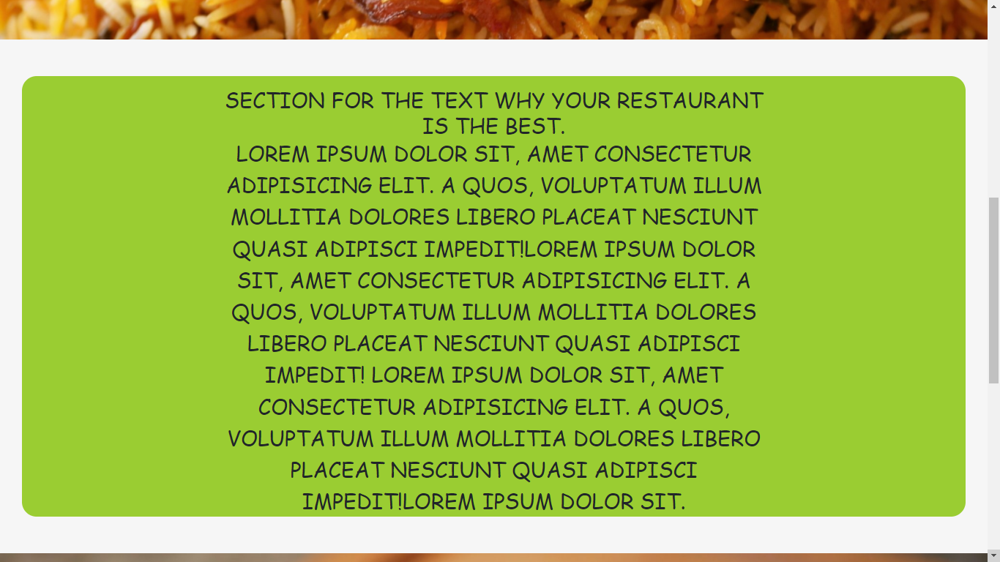 SECTION FOR THE TEXT WHY YOUR RESTAURANT
IS THE BEST.
LOREM IPSUM DOLOR SIT, AMET CONSECTETUR
ADIPISICING ELIT. A QUOS, VOLUPTATUM ILLUM
MOLLITIA DOLORES LIBERO PLACEAT NESCIUNT
QUASI ADIPISCI IMPEDIT!LOREM IPSUM DOLOR
SIT, AMET CONSECTETUR ADIPISICING ELIT. A
QUOS, VOLUPTATUM ILLUM MOLLITIA DOLORES
LIBERO PLACEAT NESCIUNT QUASI ADIPISCI
IMPEDIT! LOREM IPSUM DOLOR SIT, AMET
CONSECTETUR ADIPISICING ELIT. A QUOS,
VOLUPTATUM ILLUM MOLLITIA DOLORES LIBERO
PLACEAT NESCIUNT QUASI ADIPISCI
IMPEDIT!LOREM IPSUM DOLOR SIT.